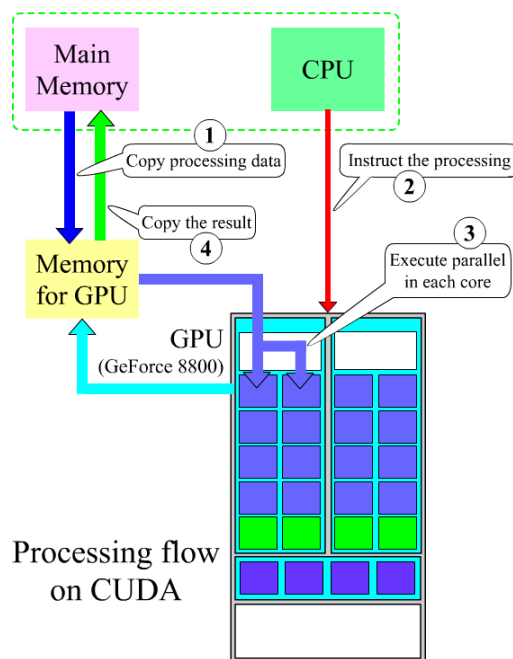 Main
Memory
CPU
1
Copy processing data
Instruct the processing
2
Copy the result
4
3
Execute parallel
in each core
Memory
for GPU
GPU
(GeForce 8800)
Processing flow
on CUDA